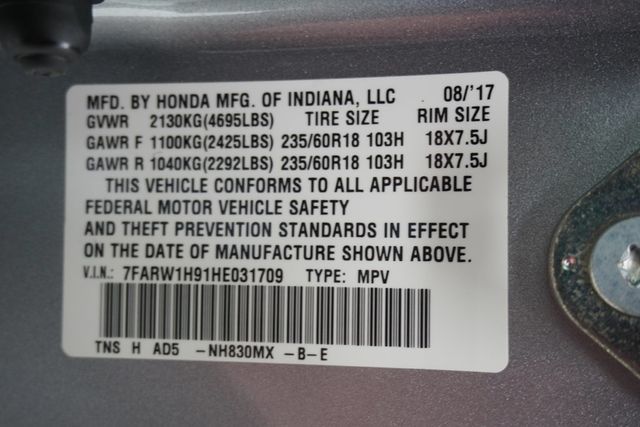 MFD. BY HONDA MFG. OF INDIANA, LLC 08/'17
GVWR 2130KG(4695LBS) TIRE SIZE RIM SIZE
GAWR F 1100KG(2425LBS) 235/60R18 103H 18X7.5J
GAWR R 1040KG(2292LBS) 235/60R18 103H 18X7.5J
THIS VEHICLE CONFORMS TO ALL APPLICABLE
FEDERAL MOTOR VEHICLE SAFETY
AND THEFT PREVENTION STANDARDS IN EFFECT
ON THE DATE OF MANUFACTURE SHOWN ABOVE.
V.I.N.: 7FARW1H91HE031709 TYPE: MPV
TNS H AD5 -NH830MX -B-E